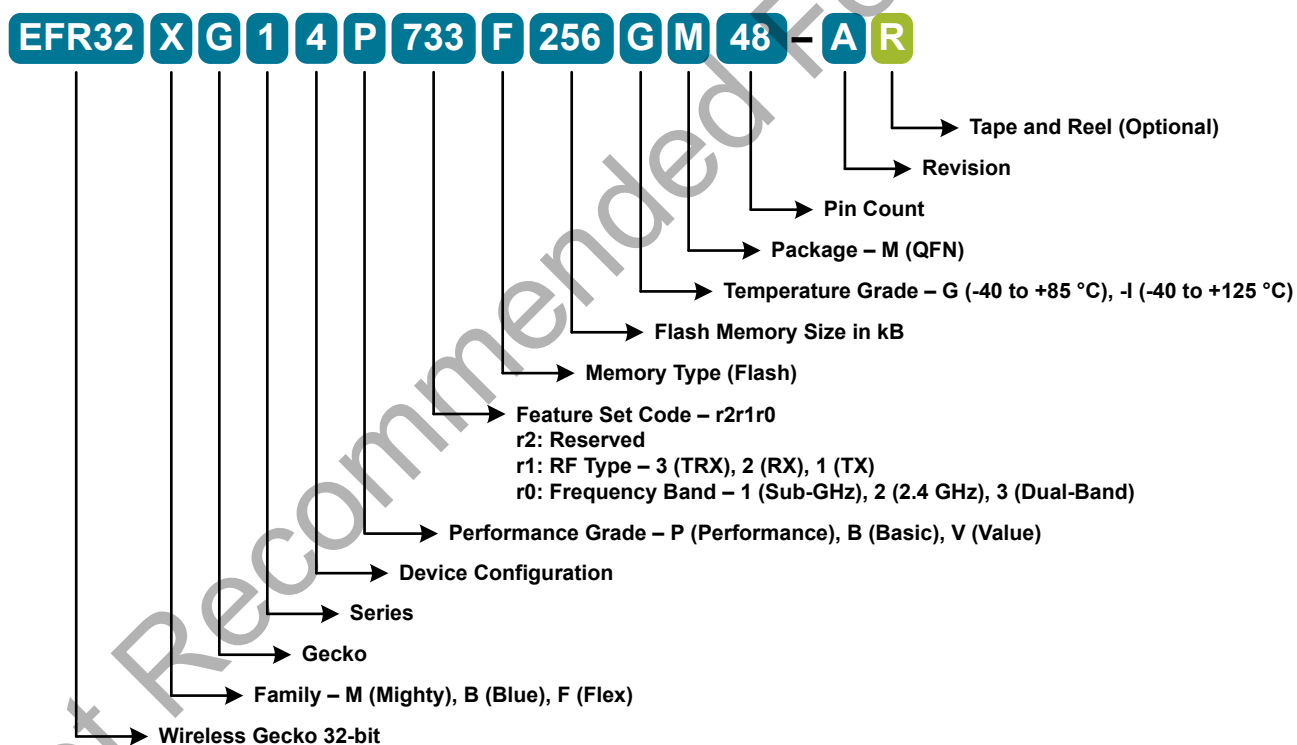 EFR32 X G 1 4 P 733 F 256 G M 48 – A R
Tape and Reel (Optional)
Revision
Pin Count
Package – M (QFN)
Temperature Grade – G (-40 to +85 °C), -I (-40 to +125 °C)
Flash Memory Size in kB
Memory Type (Flash)
Feature Set Code – r2r1r0
r2: Reserved
r1: RF Type – 3 (TRX), 2 (RX), 1 (TX)
r0: Frequency Band – 1 (Sub-GHz), 2 (2.4 GHz), 3 (Dual-Band)
Performance Grade – P (Performance), B (Basic), V (Value)
Device Configuration
Series
Gecko
Family – M (Mighty), B (Blue), F (Flex)
Wireless Gecko 32-bit
Recommended